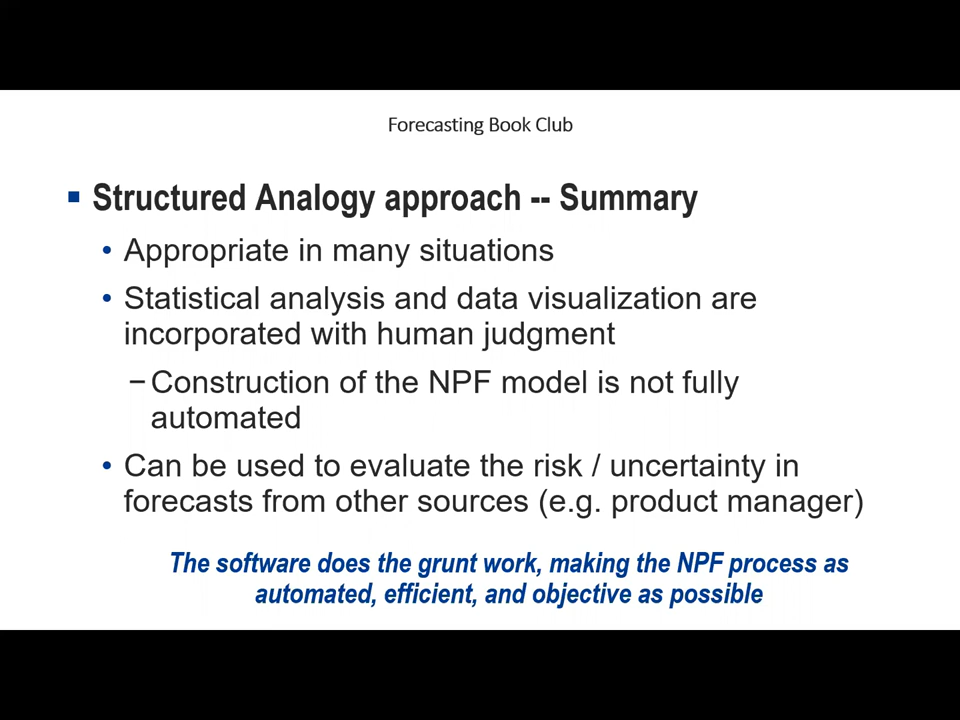 Forecasting Book Club
▪ Structured Analogy approach -- Summary
• Appropriate in many situations
• Statistical analysis and data visualization are
incorporated with human judgment
– Construction of the NPF model is not fully
automated
• Can be used to evaluate the risk / uncertainty in
forecasts from other sources (e.g. product manager)
The software does the grunt work, making the NPF process as
automated, efficient, and objective as possible